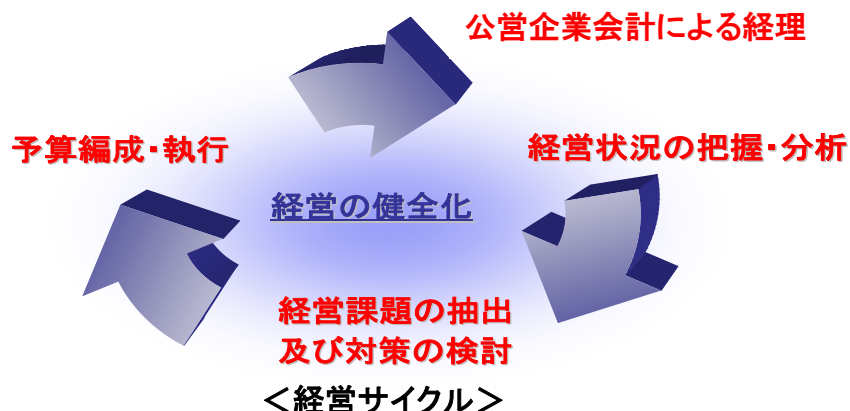 公営企業会計による経理
予算編成・執行
経営状況の把握・分析
経営の健全化
経営課題の抽出
及び対策の検討
＜経営サイクル＞